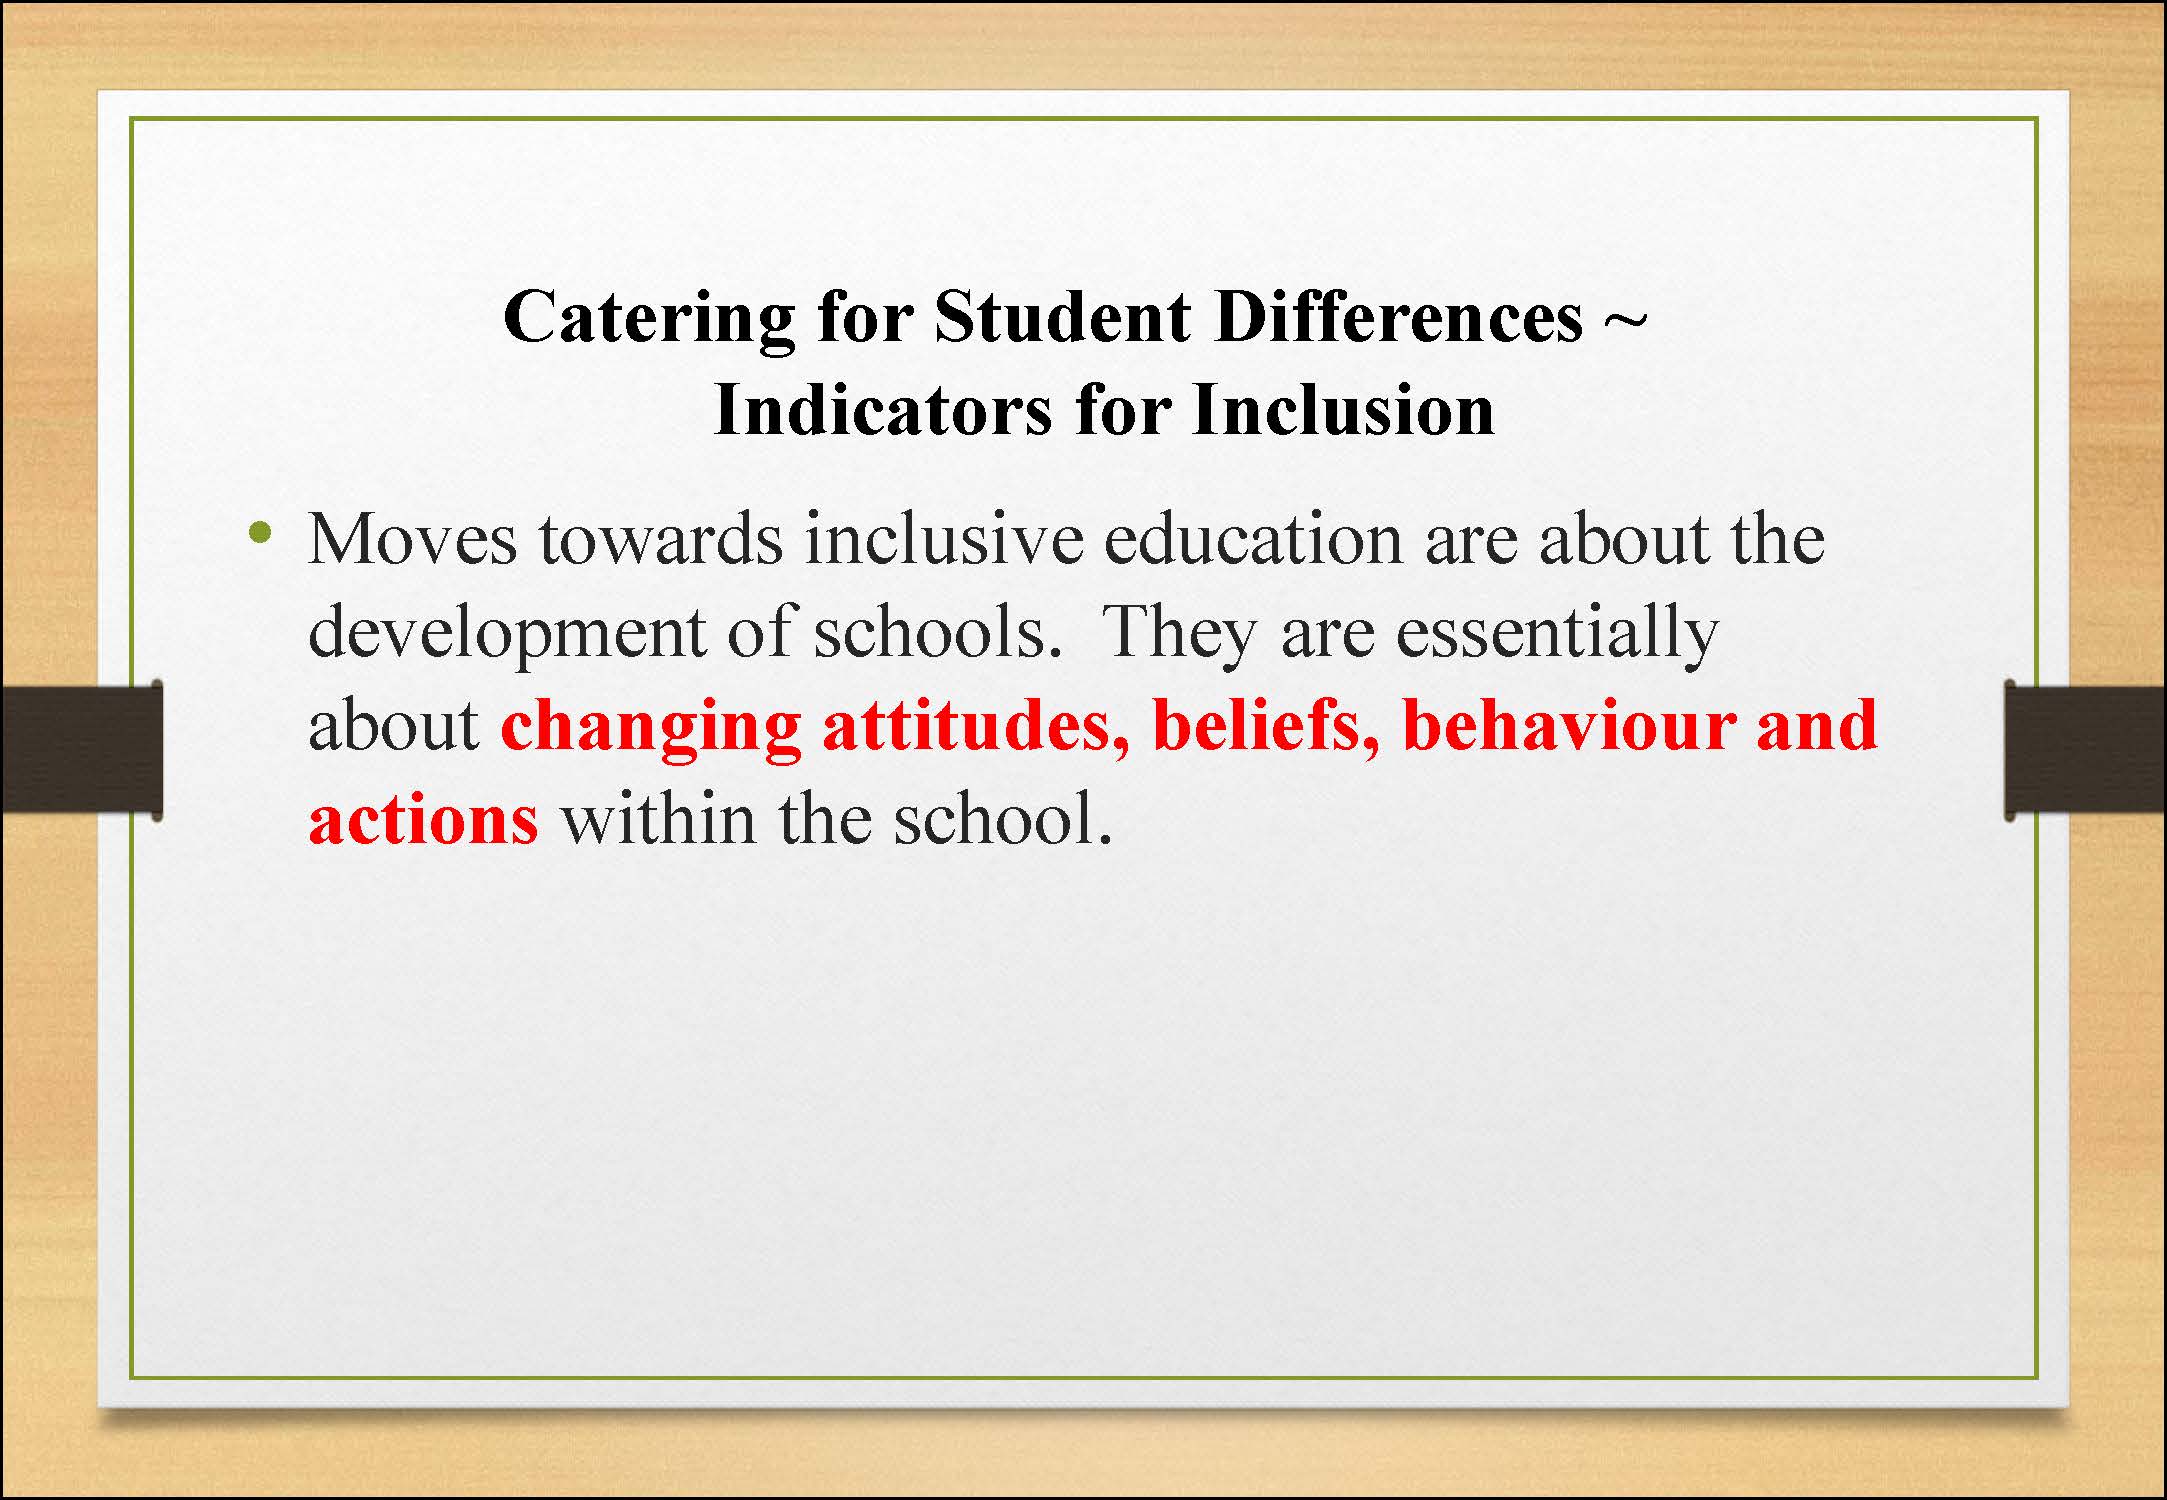 Catering for Student Differences ~
Indicators for Inclusion
• Moves towards inclusive education are about the
development of schools.  They are essentially
about changing attitudes, beliefs, behaviour and
actions within the school.